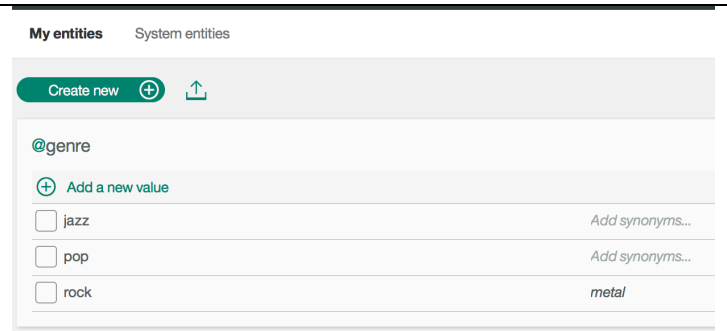 My entities System entities
Create new
@genre
Add a new value
jazz Add synonyms...
pop Add synonyms...
rock metal